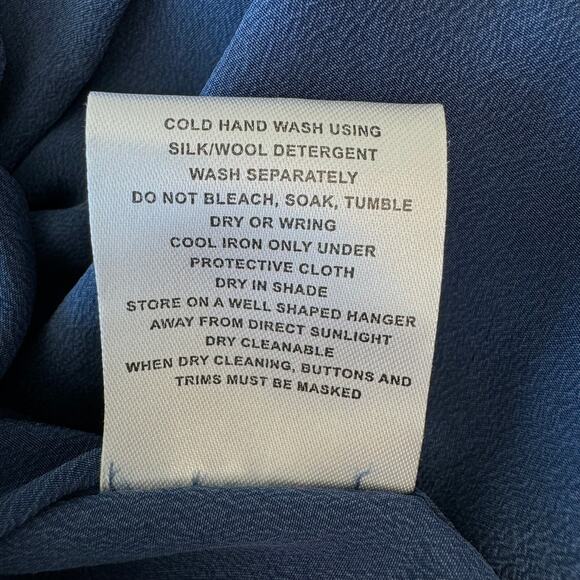 COLD HAND WASH USING
SILK/WOOL DETERGENT
WASH SEPARATELY
DO NOT BLEACH, SOAK, TUMBLE
DRY OR WRING
COOL IRON ONLY UNDER
PROTECTIVE CLOTH
DRY IN SHADE
STORE ON A WELL SHAPED HANGER
AWAY FROM DIRECT SUNLIGHT
DRY CLEANABLE
WHEN DRY CLEANING, BUTTONS AND
TRIMS MUST BE MASKED